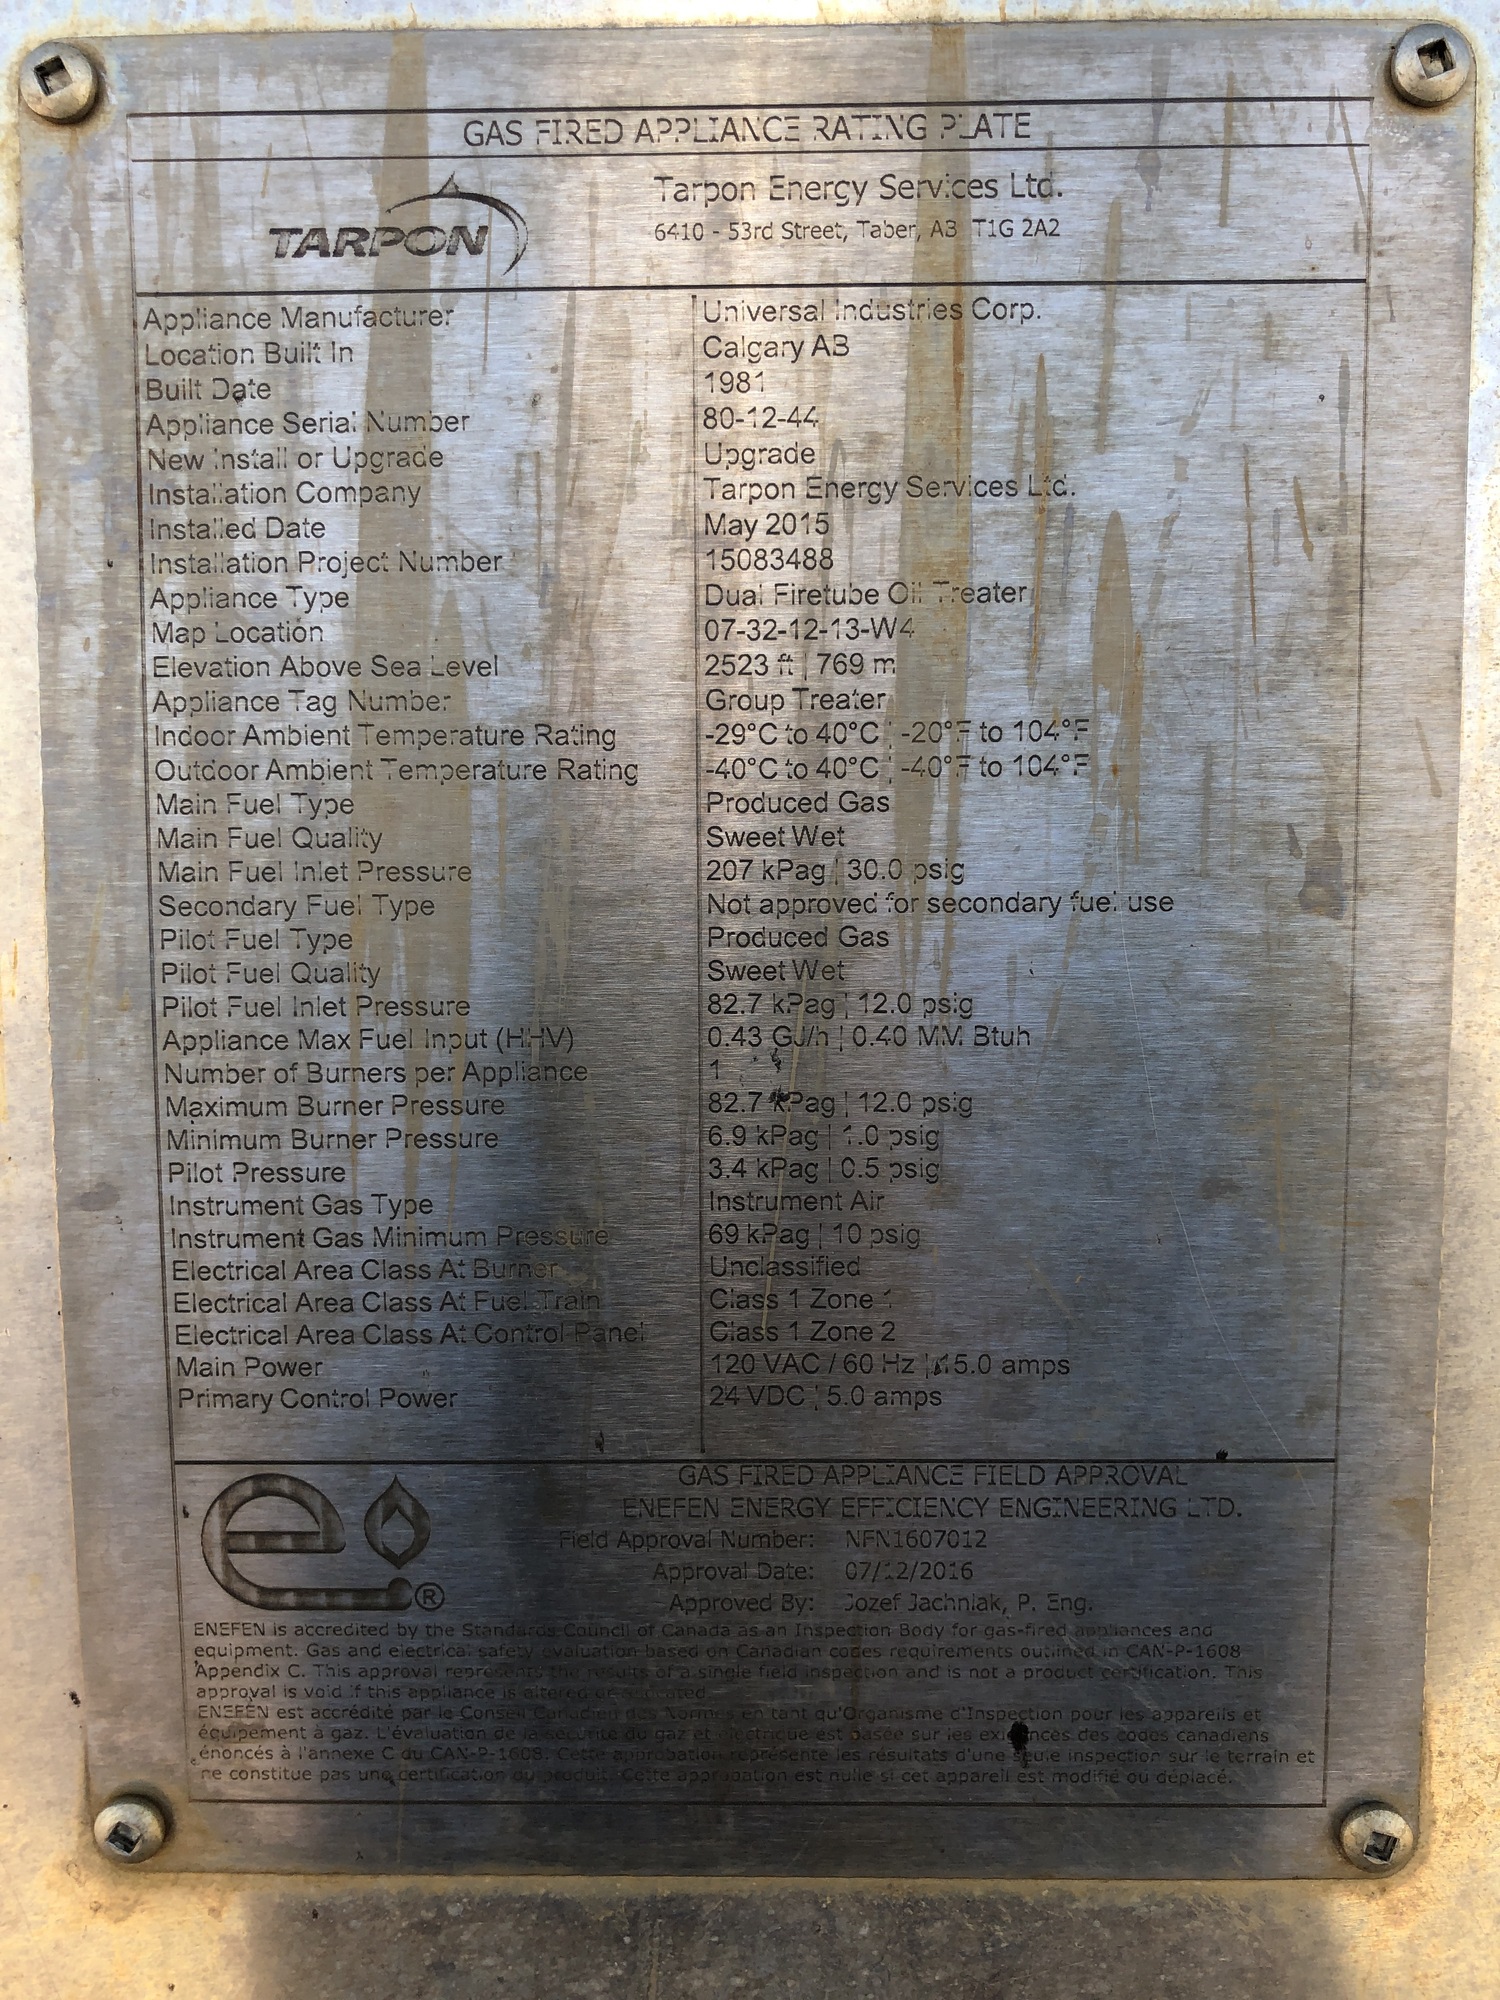 GAS FIRED APPLIANCE RATING PLATE
TARPON
Tarpon Energy Services Ltd.
6410 - 53rd Street, Taber, AB T1G 2A2
Appliance Manufacturer Universal Industries Corp.
Location Built In Calgary AB
Built Date 1981
Appliance Serial Number 80-12-44
New Install or Upgrade Upgrade
Installation Company Tarpon Energy Services Ltd.
Installed Date May 2015
Installation Project Number 15083488
Appliance Type Dual Firetube Oil Treater
Map Location 07-32-12-13-W4
Elevation Above Sea Level 2523 ft | 769 m
Appliance Tag Number Group Treater
Indoor Ambient Temperature Rating -29°C to 40°C | -20°F to 104°F
Outdoor Ambient Temperature Rating -40°C to 40°C | -40°F to 104°F
Main Fuel Type Produced Gas
Main Fuel Quality Sweet Wet
Main Fuel Inlet Pressure 207 kPag | 30.0 psig
Secondary Fuel Type Not approved for secondary fuel use
Pilot Fuel Type Produced Gas
Pilot Fuel Quality Sweet Wet
Pilot Fuel Inlet Pressure 82.7 kPag | 12.0 psig
Appliance Max Fuel Input (HHV) 0.43 GJ/h | 0.40 MM Btuh
Number of Burners per Appliance 1
Maximum Burner Pressure 82.7 kPag | 12.0 psig
Minimum Burner Pressure 6.9 kPag | 1.0 psig
Pilot Pressure 3.4 kPag | 0.5 psig
Instrument Gas Type Instrument Air
Instrument Gas Minimum Pressure 69 kPag | 10 psig
Electrical Area Class At Burner Unclassified
Electrical Area Class At Fuel Train Class 1 Zone 1
Electrical Area Class At Control Panel Class 1 Zone 2
Main Power 120 VAC / 60 Hz | 15.0 amps
Primary Control Power 24 VDC | 5.0 amps
GAS FIRED APPLIANCE FIELD APPROVAL
ENEFEN ENERGY EFFICIENCY ENGINEERING LTD.
Field Approval Number: NFN1607012
Approval Date: 07/12/2016
Approved By: Jozef Jachniak, P. Eng.
e ®
ENEFEN is accredited by the Standards Council of Canada as an Inspection Body for gas-fired appliances and
equipment. Gas and electrical safety evaluation based on Canadian codes requirements outlined in CAN-P-1608
Appendix C. This approval represents the results of a single field inspection and is not a product certification. This
approval is void if this appliance is altered or relocated
ENEFEN est accrédité par le Conseil Canadien des Normes en tant qu'Organisme d'Inspection pour les appareils et
équipement à gaz. L'évaluation de la sécurité du gaz et électrique est basée sur les exigences des codes canadiens
énoncés à l'annexe C du CAN-P-1608. Cette approbation représente les résultats d'une seule inspection sur le terrain et
ne constitue pas une certification du produit. Cette approbation est nulle si cet appareil est modifié ou déplacé.